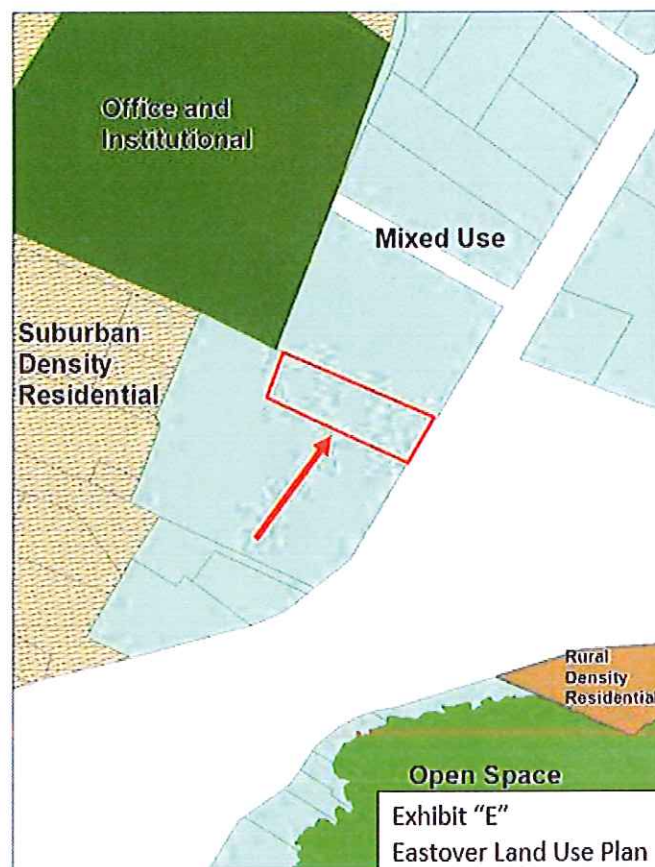 Office and
Institutional
Mixed Use
Suburban
Density
Residential
Rural
Density
Residential
Open Space
Exhibit "E"
Eastover Land Use Plan